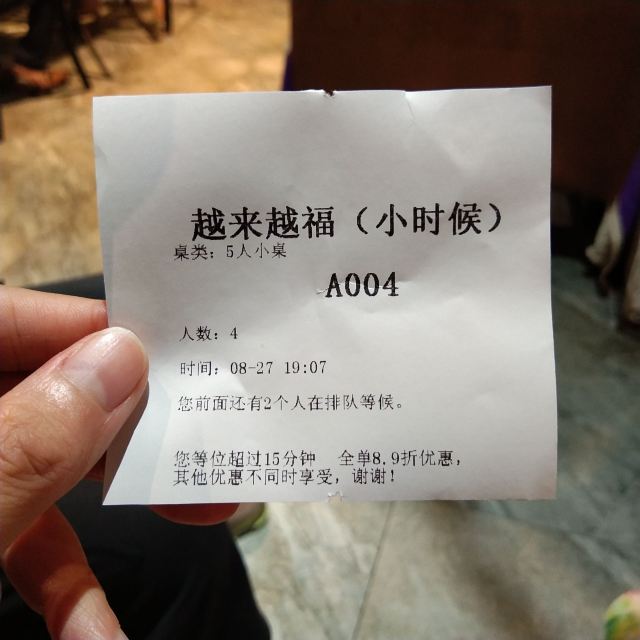 越来越福（小时候）
桌类：5人小桌
A004
人数：4
时间：08-27 19:07
您前面还有2个人在排队等候。
您等位超过15分钟　全单8.9折优惠，
其他优惠不同时享受，谢谢！